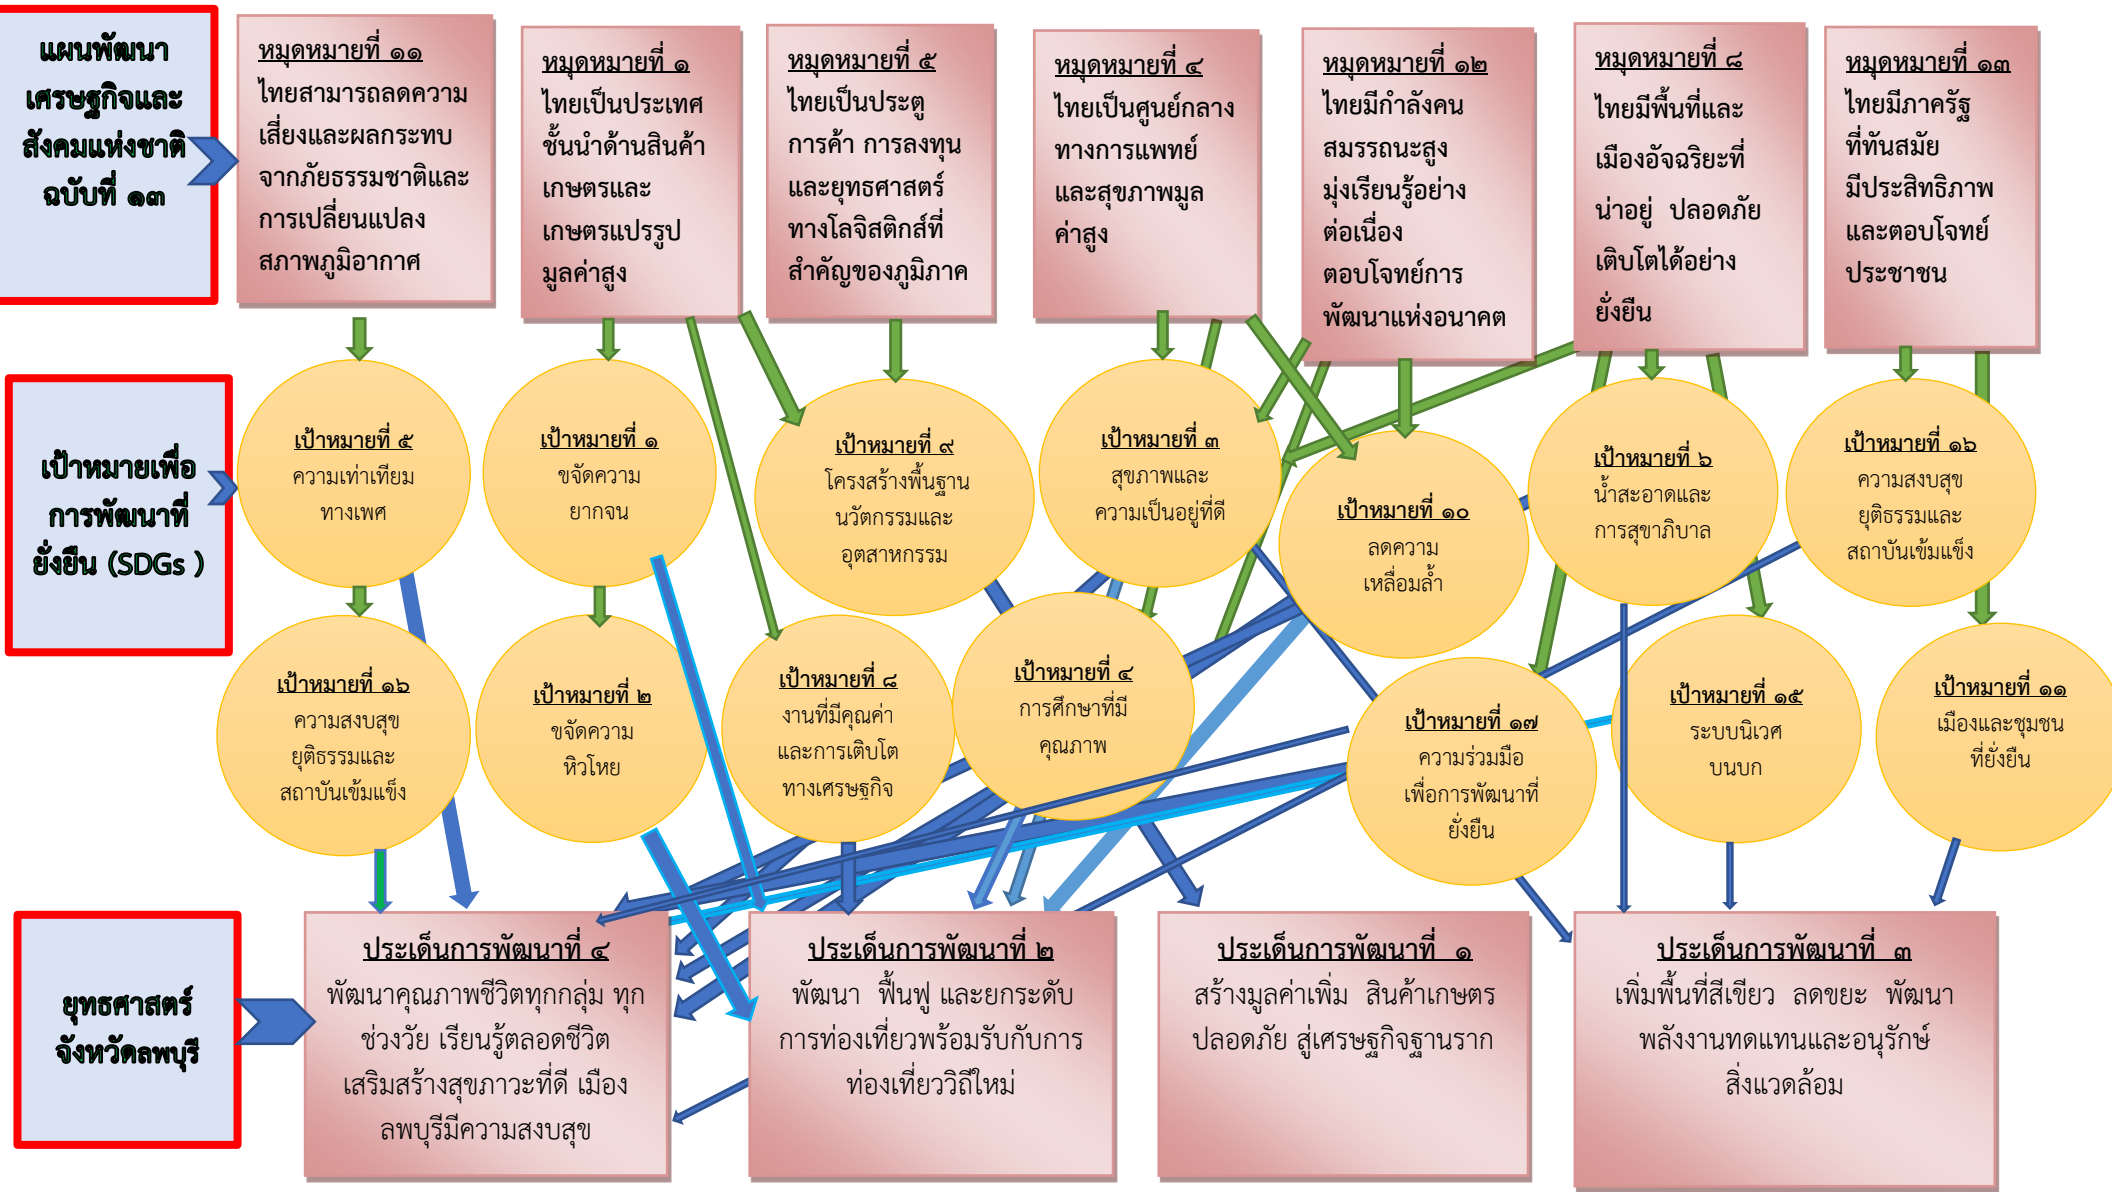 แผนพัฒนา
เศรษฐกิจและ
สังคมแห่งชาติ
ฉบับที่ ๑๓
หมุดหมายที่ ๑๑
ไทยสามารถลดความ
เสี่ยงและผลกระทบ
จากภัยธรรมชาติและ
การเปลี่ยนแปลง
สภาพภูมิอากาศ
หมุดหมายที่ ๑
ไทยเป็นประเทศ
ชั้นนำด้านสินค้า
เกษตรและ
เกษตรแปรรูป
มูลค่าสูง
หมุดหมายที่ ๕
ไทยเป็นประตู
การค้า การลงทุน
และยุทธศาสตร์
ทางโลจิสติกส์ที่
สำคัญของภูมิภาค
หมุดหมายที่ ๔
ไทยเป็นศูนย์กลาง
ทางการแพทย์
และสุขภาพมูล
ค่าสูง
หมุดหมายที่ ๑๒
ไทยมีกำลังคน
สมรรถนะสูง
มุ่งเรียนรู้อย่าง
ต่อเนื่อง
ตอบโจทย์การ
พัฒนาแห่งอนาคต
หมุดหมายที่ ๘
ไทยมีพื้นที่และ
เมืองอัจฉริยะที่
น่าอยู่ ปลอดภัย
เติบโตได้อย่าง
ยั่งยืน
หมุดหมายที่ ๑๓
ไทยมีภาครัฐ
ที่ทันสมัย
มีประสิทธิภาพ
และตอบโจทย์
ประชาชน
เป้าหมายเพื่อ
การพัฒนาที่
ยั่งยืน (SDGs )
เป้าหมายที่ ๕
ความเท่าเทียม
ทางเพศ
เป้าหมายที่ ๑
ขจัดความ
ยากจน
เป้าหมายที่ ๙
โครงสร้างพื้นฐาน
นวัตกรรมและ
อุตสาหกรรม
เป้าหมายที่ ๓
สุขภาพและ
ความเป็นอยู่ที่ดี
เป้าหมายที่ ๑๐
ลดความ
เหลื่อมล้ำ
เป้าหมายที่ ๖
น้ำสะอาดและ
การสุขาภิบาล
เป้าหมายที่ ๑๖
ความสงบสุข
ยุติธรรมและ
สถาบันเข้มแข็ง
เป้าหมายที่ ๑๖
ความสงบสุข
ยุติธรรมและ
สถาบันเข้มแข็ง
เป้าหมายที่ ๒
ขจัดความ
หิวโหย
เป้าหมายที่ ๘
งานที่มีคุณค่า
และการเติบโต
ทางเศรษฐกิจ
เป้าหมายที่ ๔
การศึกษาที่มี
คุณภาพ
เป้าหมายที่ ๑๗
ความร่วมมือ
เพื่อการพัฒนาที่
ยั่งยืน
เป้าหมายที่ ๑๕
ระบบนิเวศ
บนบก
เป้าหมายที่ ๑๑
เมืองและชุมชน
ที่ยั่งยืน
ยุทธศาสตร์
จังหวัดลพบุรี
ประเด็นการพัฒนาที่ ๔
พัฒนาคุณภาพชีวิตทุกกลุ่ม ทุก
ช่วงวัย เรียนรู้ตลอดชีวิต
เสริมสร้างสุขภาวะที่ดี เมือง
ลพบุรีมีความสงบสุข
ประเด็นการพัฒนาที่ ๒
พัฒนา ฟื้นฟู และยกระดับ
การท่องเที่ยวพร้อมรับกับการ
ท่องเที่ยววิถีใหม่
ประเด็นการพัฒนาที่ ๑
สร้างมูลค่าเพิ่ม สินค้าเกษตร
ปลอดภัย สู่เศรษฐกิจฐานราก
ประเด็นการพัฒนาที่ ๓
เพิ่มพื้นที่สีเขียว ลดขยะ พัฒนา
พลังงานทดแทนและอนุรักษ์
สิ่งแวดล้อม